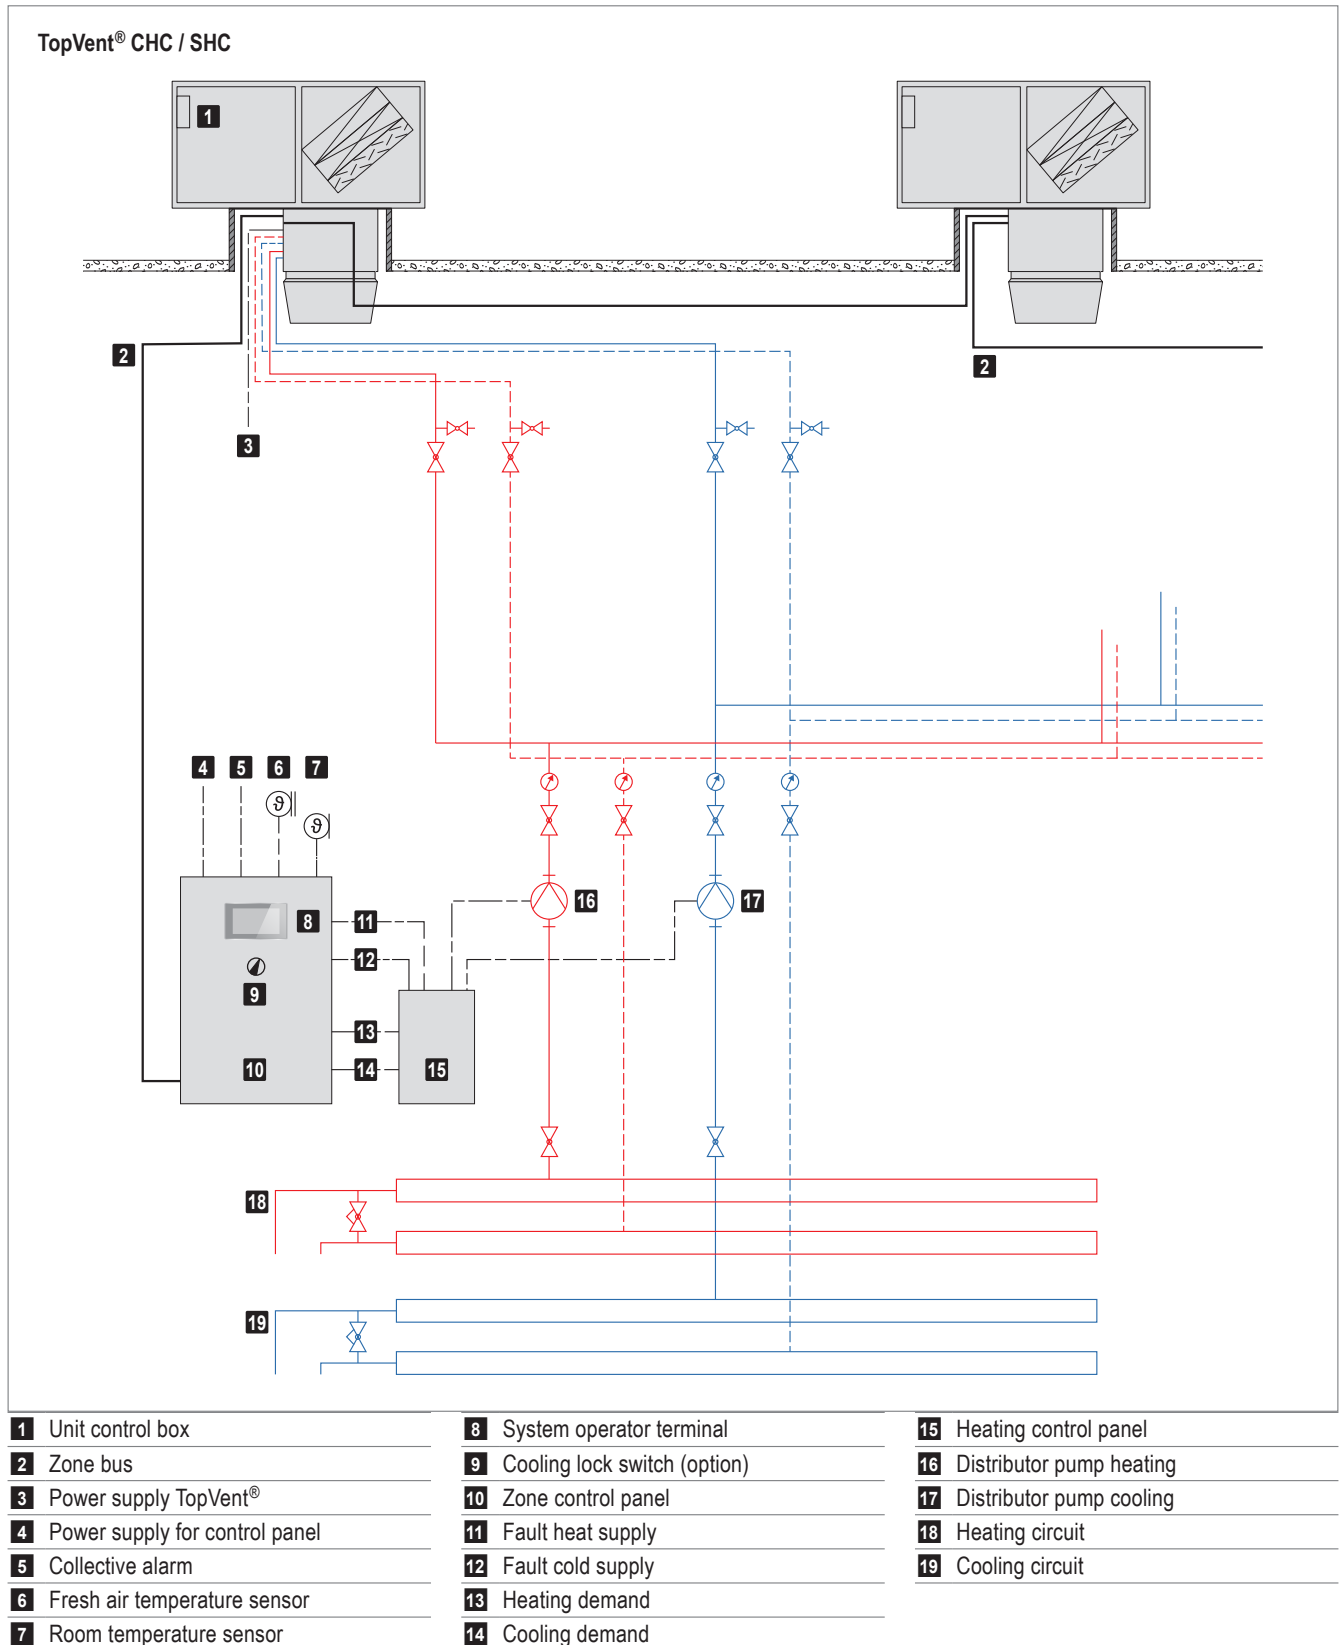 TopVent® CHC / SHC
1
2
2
3
4 5 6 7
ϑ
ϑ
8
9
10
11
12
13
14
15
16
17
18
19
1 Unit control box
2 Zone bus
3 Power supply TopVent®
4 Power supply for control panel
5 Collective alarm
6 Fresh air temperature sensor
7 Room temperature sensor
8 System operator terminal
9 Cooling lock switch (option)
10 Zone control panel
11 Fault heat supply
12 Fault cold supply
13 Heating demand
14 Cooling demand
15 Heating control panel
16 Distributor pump heating
17 Distributor pump cooling
18 Heating circuit
19 Cooling circuit